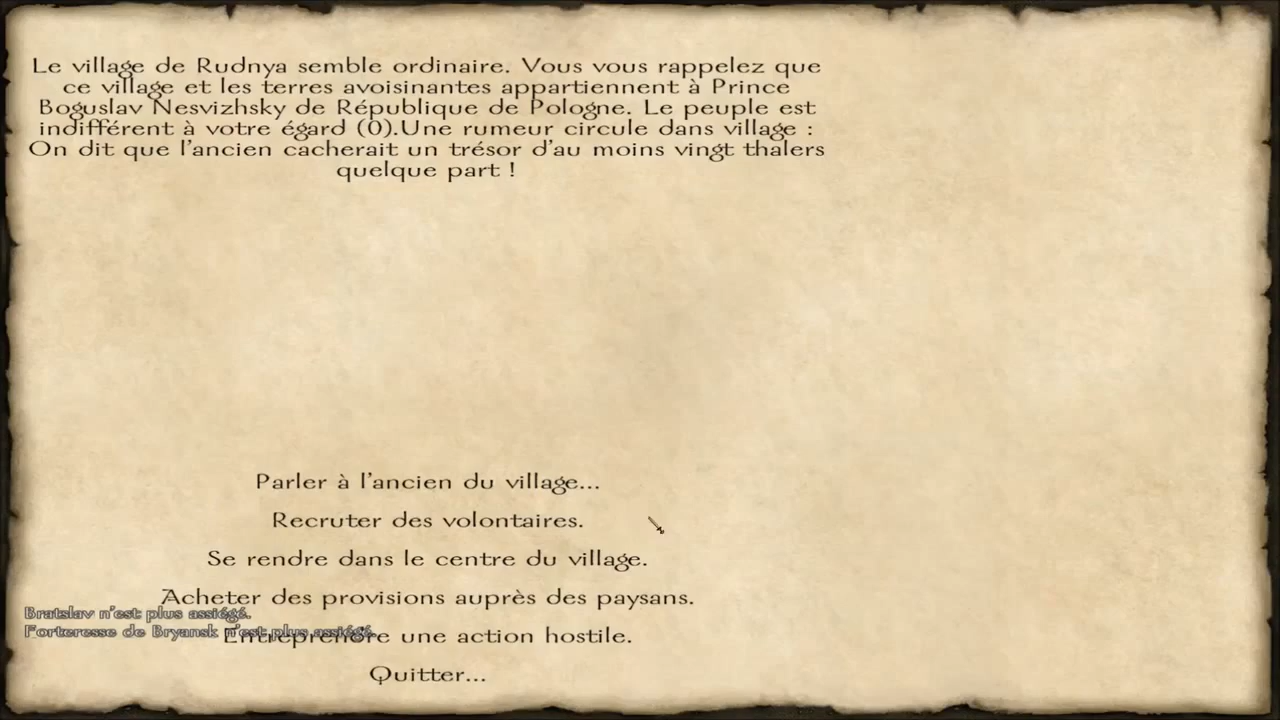 Le village de Rudnya semble ordinaire. Vous vous rappelez que
ce village et les terres avoisinantes appartiennent à Prince
Boguslav Nesvizhsky de République de Pologne. Le peuple est
indifférent à votre égard (0).Une rumeur circule dans village :
On dit que l'ancien cacherait un trésor d'au moins vingt thalers
quelque part !
Parler à l'ancien du village...
Recruter des volontaires.
Se rendre dans le centre du village.
Acheter des provisions auprès des paysans.
Bratslav n'est plus assiégé.
Forteresse de Bryansk n'est plus assiégé.
Entreprendre une action hostile.
Quitter...